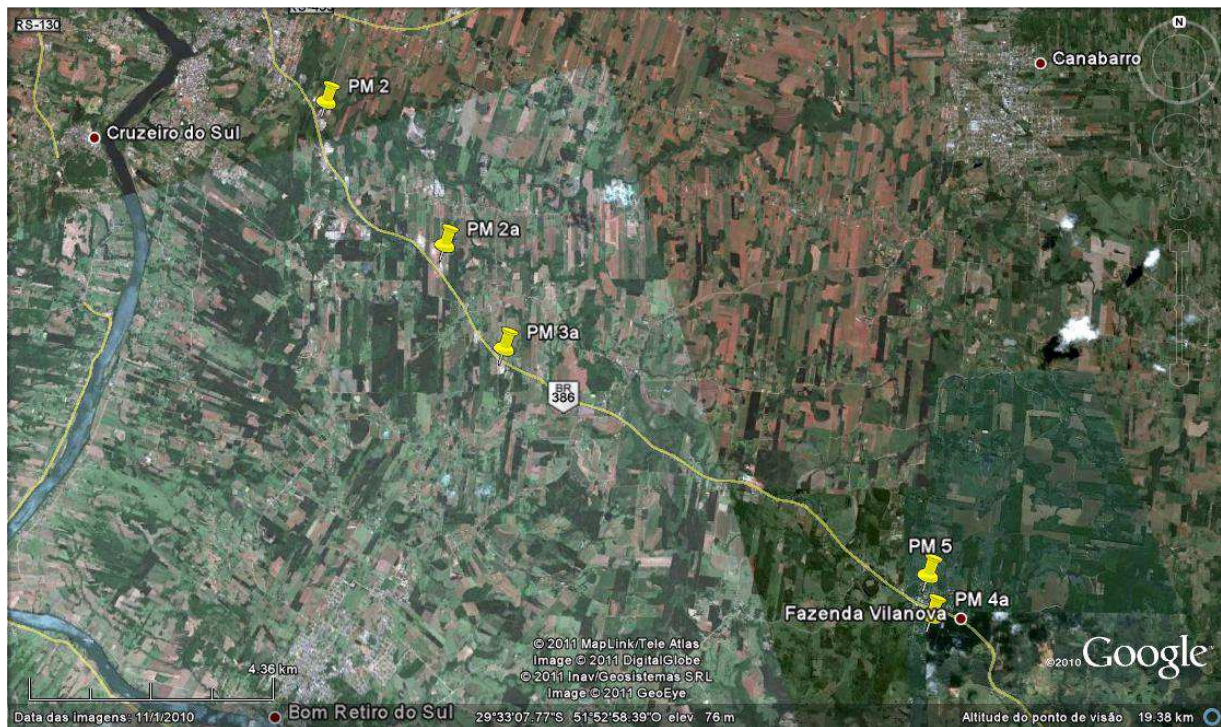 RS-130
PM 2
Canabarro
Cruzeiro do Sul
PM 2a
PM 3a
BR
386
PM 5
PM 4a
Fazenda Vilanova
© 2011 MapLink/Tele Atlas
Image © 2011 DigitalGlobe
© 2011 Inav/Geosistemas SRL
Image © 2011 GeoEye
©2010 Google
4.36 km
Bom Retiro do Sul
Data das imagens: 11/1/2010
29°33'07.77"S 51°52'58.39"O elev 76 m
Altitude do ponto de visão 19.38 km
N